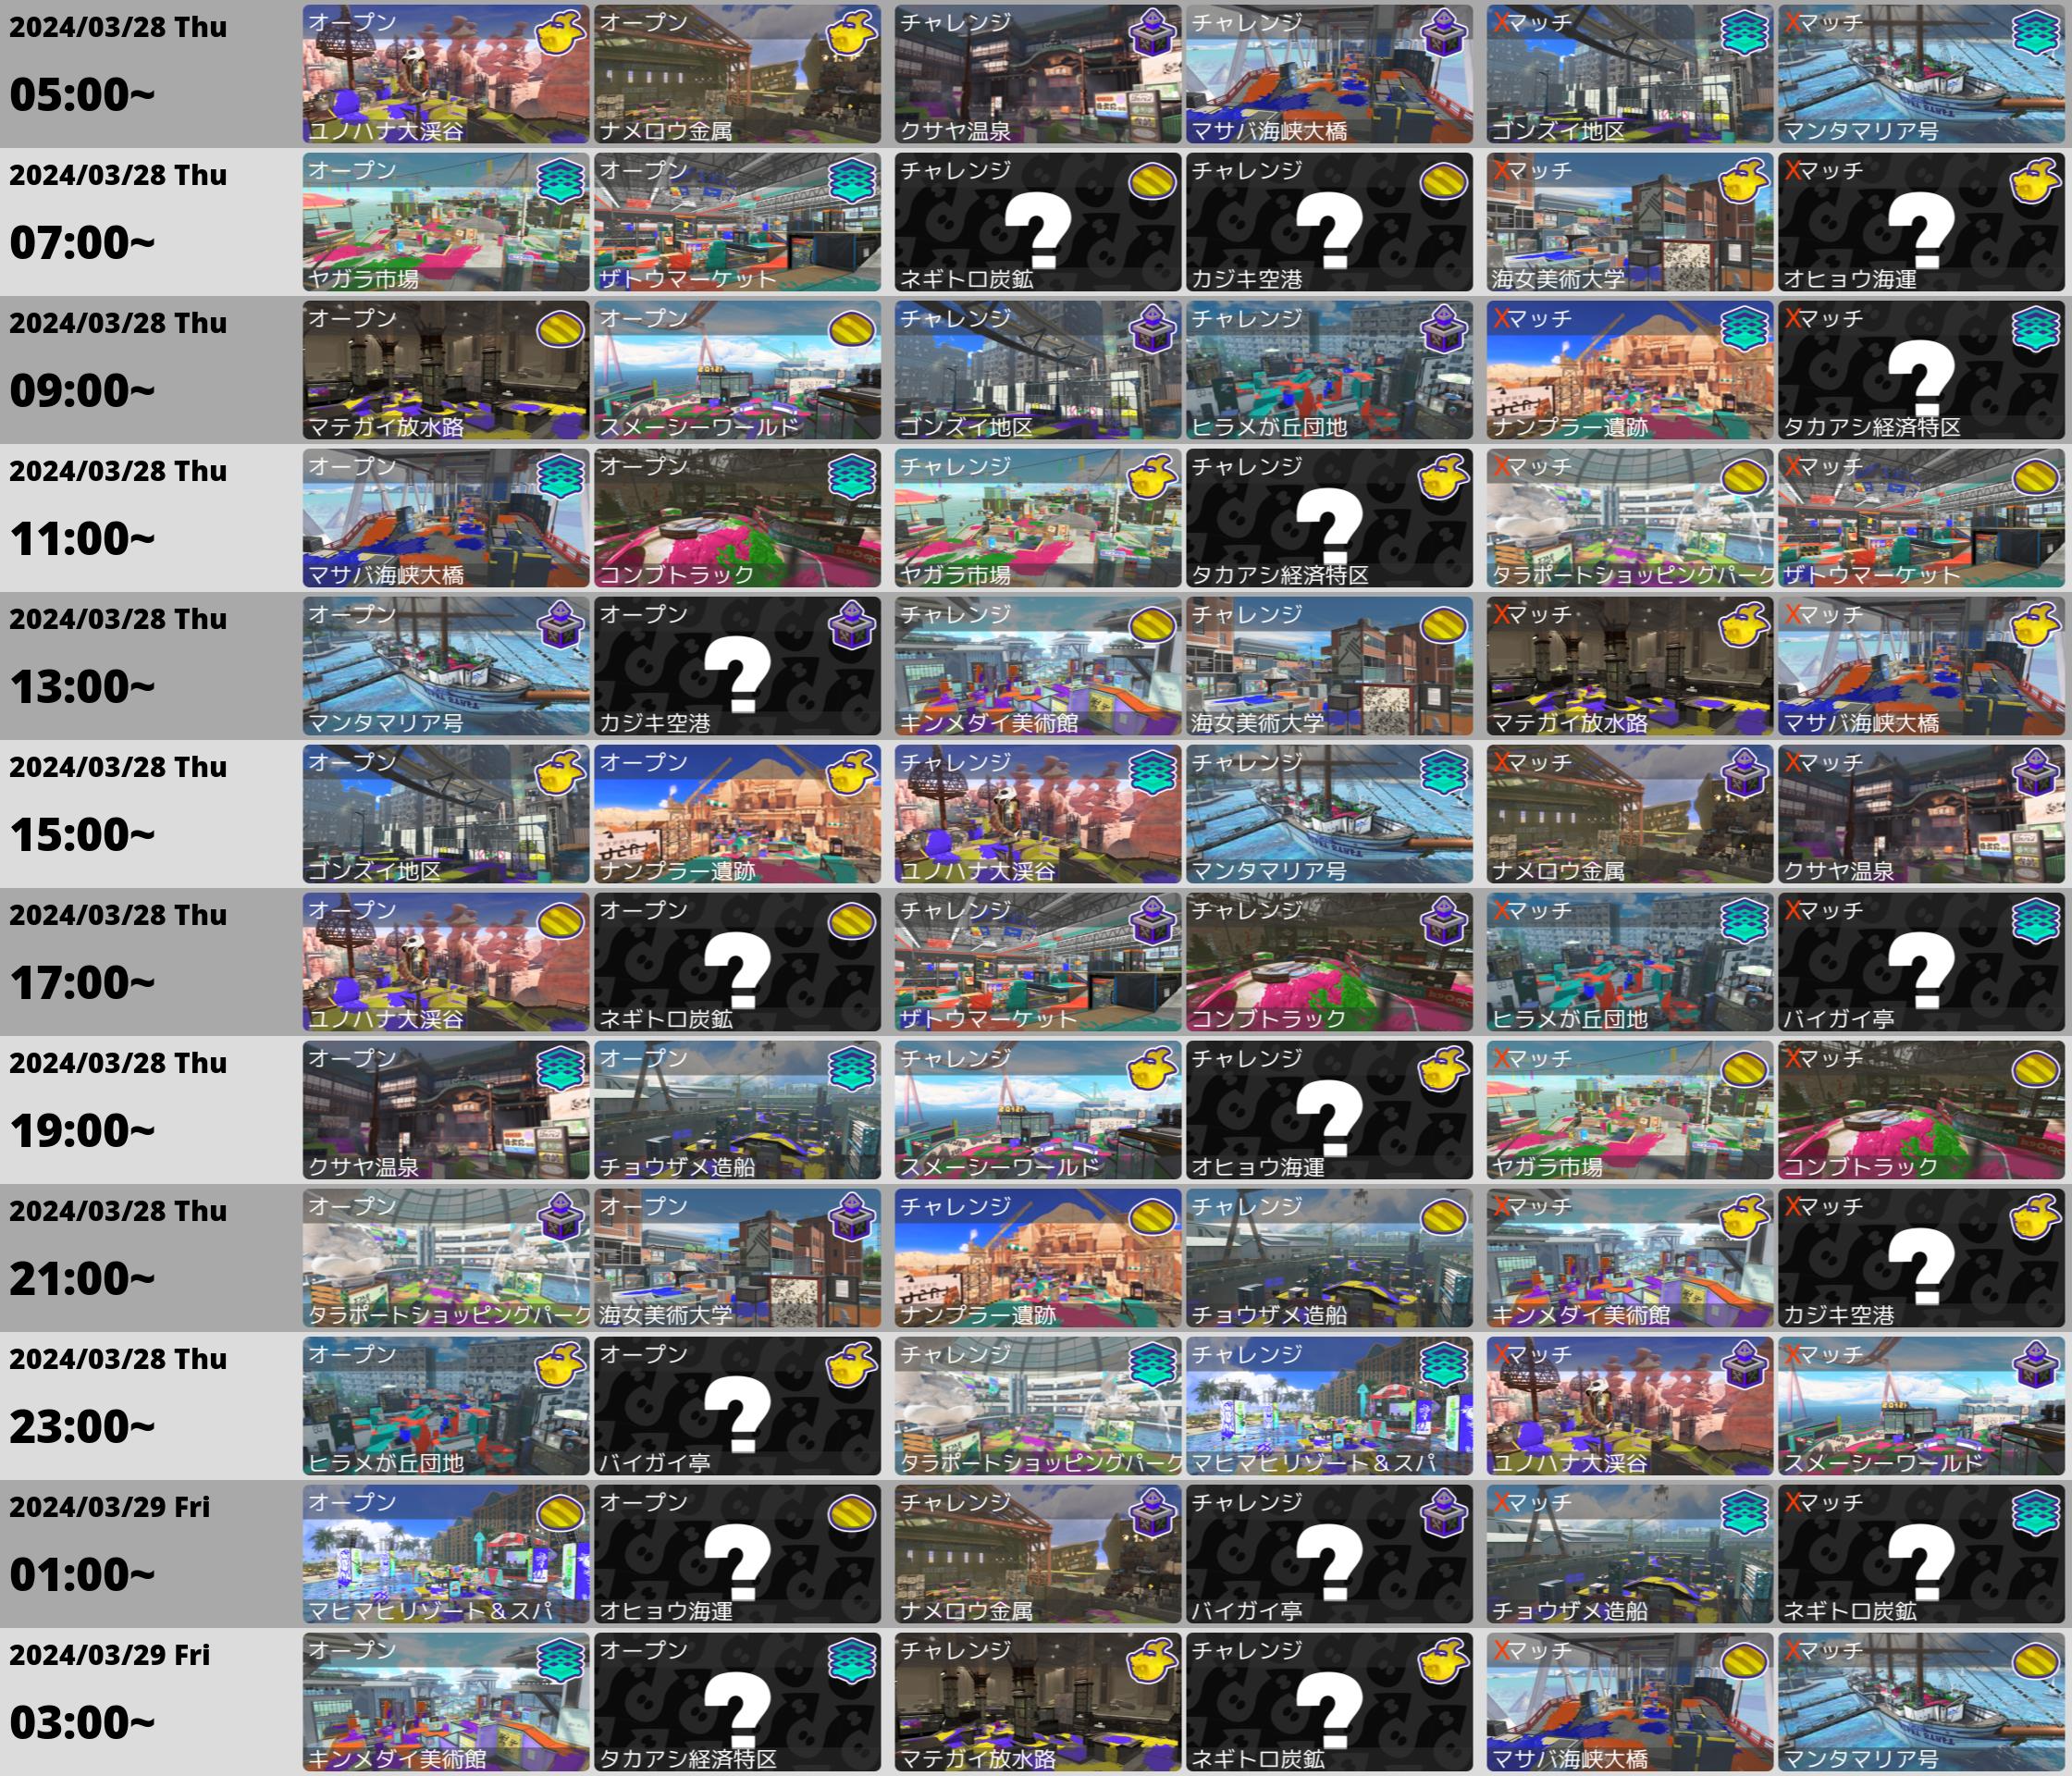 2024/03/28 Thu
05:00~
オープン オープン チャレンジ チャレンジ Xマッチ Xマッチ
ユノハナ大渓谷 ナメロウ金属 クサヤ温泉 マサバ海峡大橋 ゴンズイ地区 マンタマリア号
2024/03/28 Thu
07:00~
オープン オープン チャレンジ チャレンジ Xマッチ Xマッチ
? ? ?
ヤガラ市場 ザトウマーケット ネギトロ炭鉱 カジキ空港 海女美術大学 オヒョウ海運
2024/03/28 Thu
09:00~
オープン オープン チャレンジ チャレンジ Xマッチ Xマッチ
?
マテガイ放水路 スメーシーワールド ゴンズイ地区 ヒラメが丘団地 ナンプラー遺跡 タカアシ経済特区
2024/03/28 Thu
11:00~
オープン オープン チャレンジ チャレンジ Xマッチ Xマッチ
?
マサバ海峡大橋 コンブトラック ヤガラ市場 タカアシ経済特区 タラポートショッピングパーク ザトウマーケット
2024/03/28 Thu
13:00~
オープン オープン チャレンジ チャレンジ Xマッチ Xマッチ
?
マンタマリア号 カジキ空港 キンメダイ美術館 海女美術大学 マテガイ放水路 マサバ海峡大橋
2024/03/28 Thu
15:00~
オープン オープン チャレンジ チャレンジ Xマッチ Xマッチ
ゴンズイ地区 ナンプラー遺跡 ユノハナ大渓谷 マンタマリア号 ナメロウ金属 クサヤ温泉
2024/03/28 Thu
17:00~
オープン オープン チャレンジ チャレンジ Xマッチ Xマッチ
? ?
ユノハナ大渓谷 ネギトロ炭鉱 ザトウマーケット コンブトラック ヒラメが丘団地 バイガイ亭
2024/03/28 Thu
19:00~
オープン オープン チャレンジ チャレンジ Xマッチ Xマッチ
?
クサヤ温泉 チョウザメ造船 スメーシーワールド オヒョウ海運 ヤガラ市場 コンブトラック
2024/03/28 Thu
21:00~
オープン オープン チャレンジ チャレンジ Xマッチ Xマッチ
?
タラポートショッピングパーク 海女美術大学 ナンプラー遺跡 チョウザメ造船 キンメダイ美術館 カジキ空港
2024/03/28 Thu
23:00~
オープン オープン チャレンジ チャレンジ Xマッチ Xマッチ
?
ヒラメが丘団地 バイガイ亭 タラポートショッピングパーク マヒマヒリゾート＆スパ ユノハナ大渓谷 スメーシーワールド
2024/03/29 Fri
01:00~
オープン オープン チャレンジ チャレンジ Xマッチ Xマッチ
? ? ?
マヒマヒリゾート＆スパ オヒョウ海運 ナメロウ金属 バイガイ亭 チョウザメ造船 ネギトロ炭鉱
2024/03/29 Fri
03:00~
オープン オープン チャレンジ チャレンジ Xマッチ Xマッチ
? ?
キンメダイ美術館 タカアシ経済特区 マテガイ放水路 ネギトロ炭鉱 マサバ海峡大橋 マンタマリア号